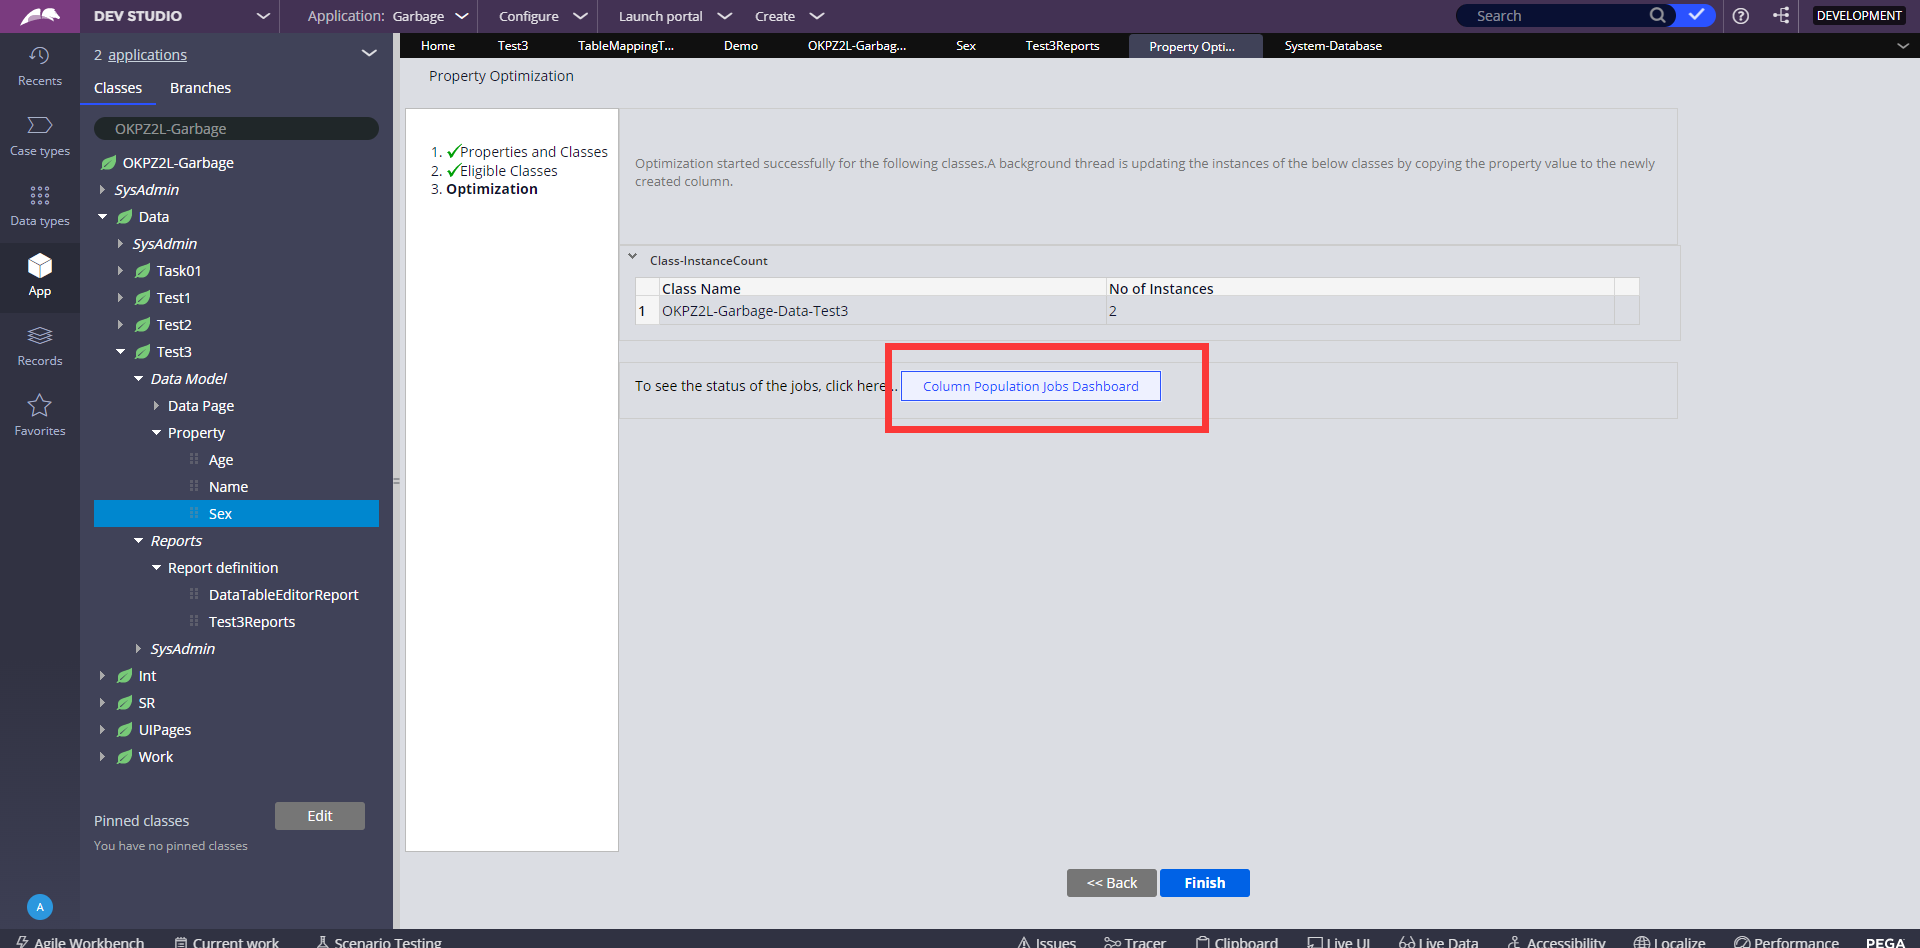 DEV STUDIO
Application: Garbage
Configure
Launch portal
Create
Search
DEVELOPMENT
Recents
Case types
Data types
App
Records
Favorites
A
2 applications
Classes Branches
OKPZ2L-Garbage
OKPZ2L-Garbage
SysAdmin
Data
SysAdmin
Task01
Test1
Test2
Test3
Data Model
Data Page
Property
Age
Name
Sex
Reports
Report definition
DataTableEditorReport
Test3Reports
SysAdmin
Int
SR
UIPages
Work
Pinned classes
Edit
You have no pinned classes
Home Test3 TableMappingT... Demo OKPZ2L-Garbag... Sex Test3Reports Property Opti... System-Database
Property Optimization
1. Properties and Classes
2. Eligible Classes
3. Optimization
Optimization started successfully for the following classes.A background thread is updating the instances of the below classes by copying the property value to the newly
created column.
Class-InstanceCount
Class Name No of Instances
1 OKPZ2L-Garbage-Data-Test3 2
To see the status of the jobs, click here... Column Population Jobs Dashboard
<< Back Finish
Agile Workbench Current work Scenario Testing Issues Tracer Clipboard Live UI Live Data Accessibility Localize Performance PEGA